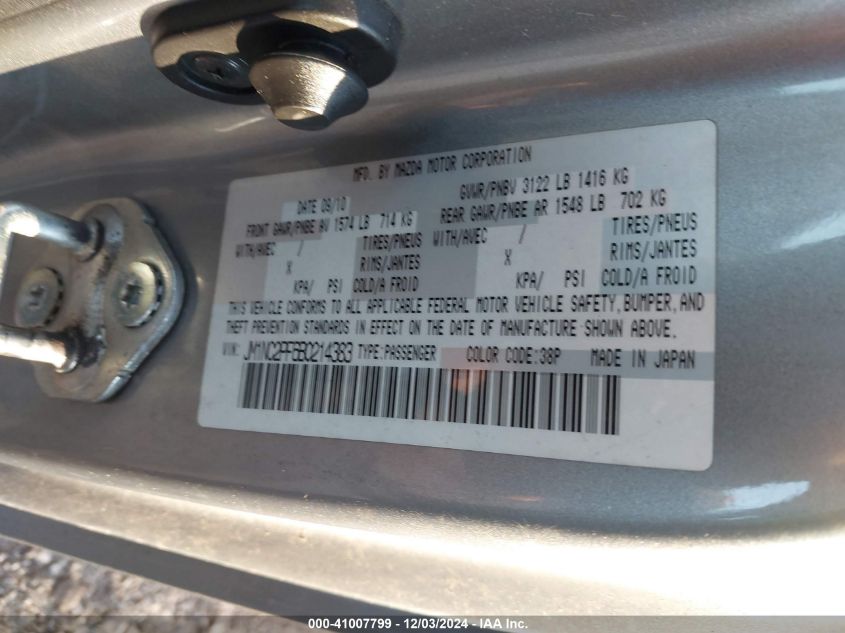 MFD. BY MAZDA MOTOR CORPORATION
DATE 09/10 GVWR/PNBV 3122 LB 1416 KG
FRONT GAWR/PNBE AV 1574 LB 714 KG REAR GAWR/PNBE AR 1548 LB 702 KG
WITH/AVEC / TIRES/PNEUS WITH/AVEC / TIRES/PNEUS
X RIMS/JANTES X RIMS/JANTES
KPA/ PSI COLD/A FROID KPA/ PSI COLD/A FROID
THIS VEHICLE CONFORMS TO ALL APPLICABLE FEDERAL MOTOR VEHICLE SAFETY, BUMPER, AND
THEFT PREVENTION STANDARDS IN EFFECT ON THE DATE OF MANUFACTURE SHOWN ABOVE.
VIN: JM1NC2PF5B0214383 TYPE:PASSENGER COLOR CODE:38P MADE IN JAPAN
000-41007799 - 12/03/2024 - IAA Inc.